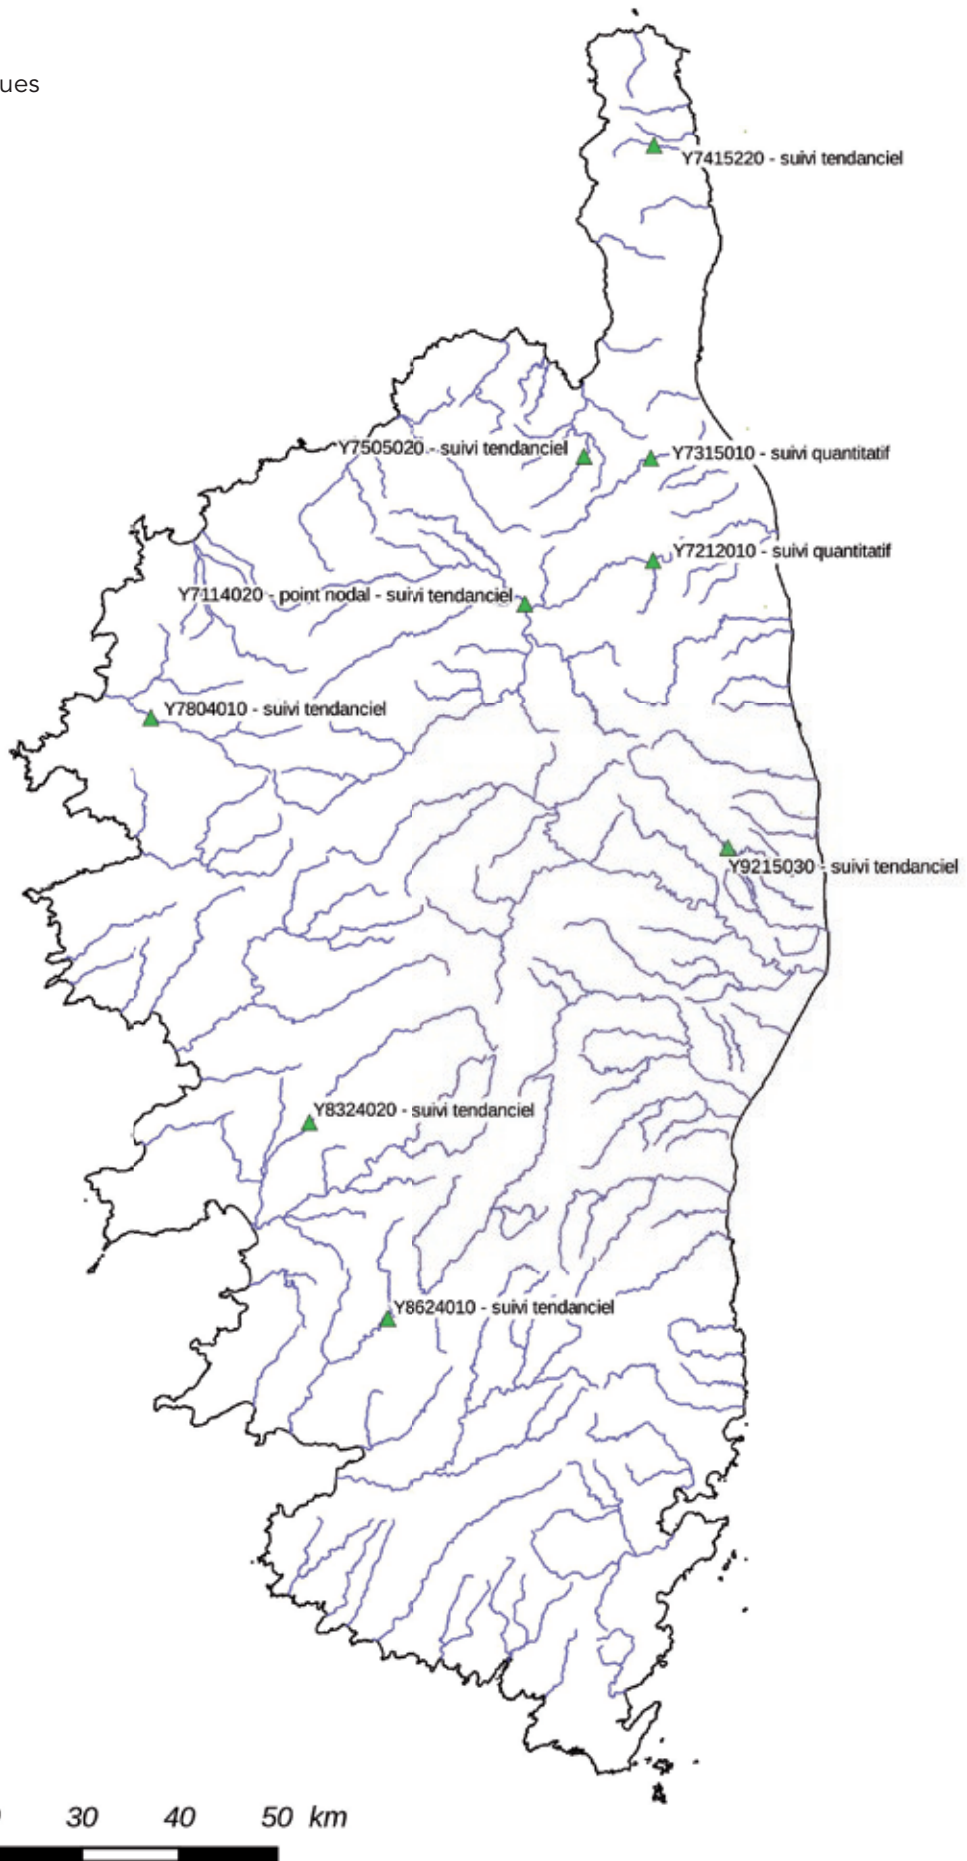 ues
Y7415220 - suivi tendanciel
Y7505020 - suivi tendanciel
Y7315010 - suivi quantitatif
Y7212010 - suivi quantitatif
Y7114020 - point nodal - suivi tendanciel
Y7804010 - suivi tendanciel
Y9215030 - suivi tendanciel
Y8324020 - suivi tendanciel
Y8624010 - suivi tendanciel
30 40 50 km